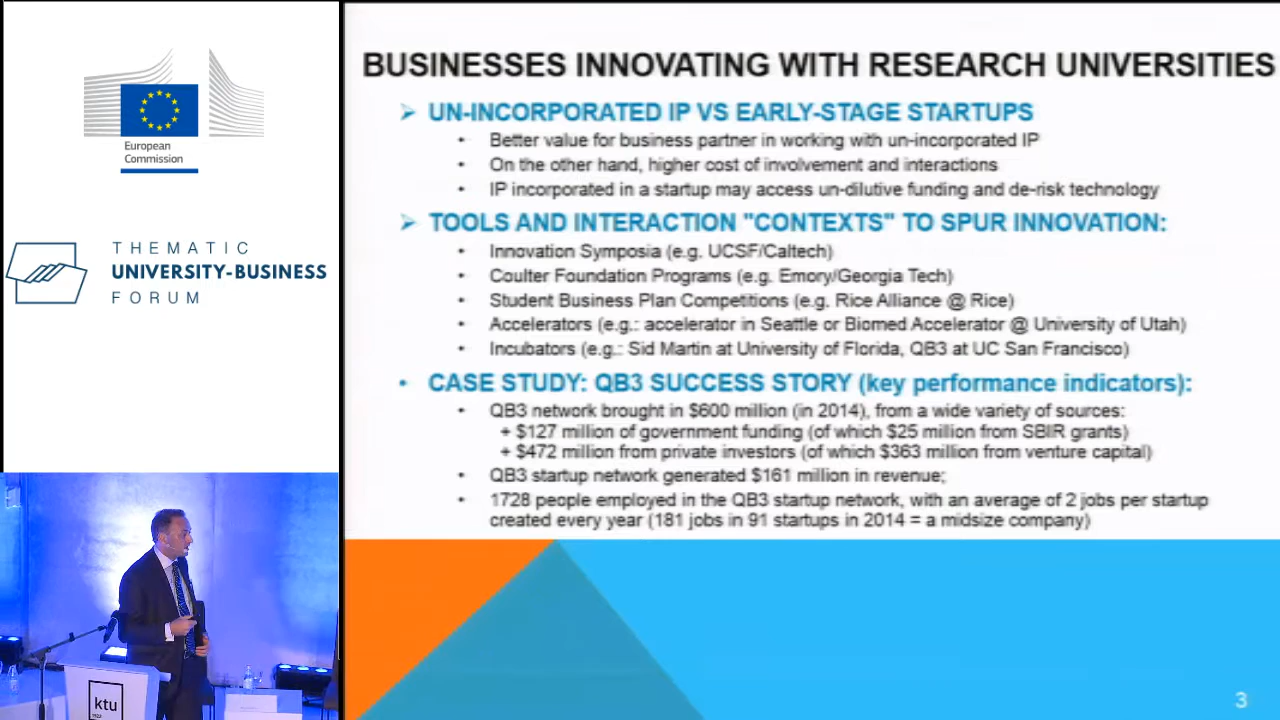 European
Commission
THEMATIC
UNIVERSITY-BUSINESS
FORUM
BUSINESSES INNOVATING WITH RESEARCH UNIVERSITIES
➢ UN-INCORPORATED IP VS EARLY-STAGE STARTUPS
• Better value for business partner in working with un-incorporated IP
• On the other hand, higher cost of involvement and interactions
• IP incorporated in a startup may access un-dilutive funding and de-risk technology
➢ TOOLS AND INTERACTION "CONTEXTS" TO SPUR INNOVATION:
• Innovation Symposia (e.g. UCSF/Caltech)
• Coulter Foundation Programs (e.g. Emory/Georgia Tech)
• Student Business Plan Competitions (e.g. Rice Alliance @ Rice)
• Accelerators (e.g.: accelerator in Seattle or Biomed Accelerator @ University of Utah)
• Incubators (e.g.: Sid Martin at University of Florida, QB3 at UC San Francisco)
• CASE STUDY: QB3 SUCCESS STORY (key performance indicators):
• QB3 network brought in $600 million (in 2014), from a wide variety of sources:
+ $127 million of government funding (of which $25 million from SBIR grants)
+ $472 million from private investors (of which $363 million from venture capital)
• QB3 startup network generated $161 million in revenue;
• 1728 people employed in the QB3 startup network, with an average of 2 jobs per startup
created every year (181 jobs in 91 startups in 2014 = a midsize company)
3
ktu
1922